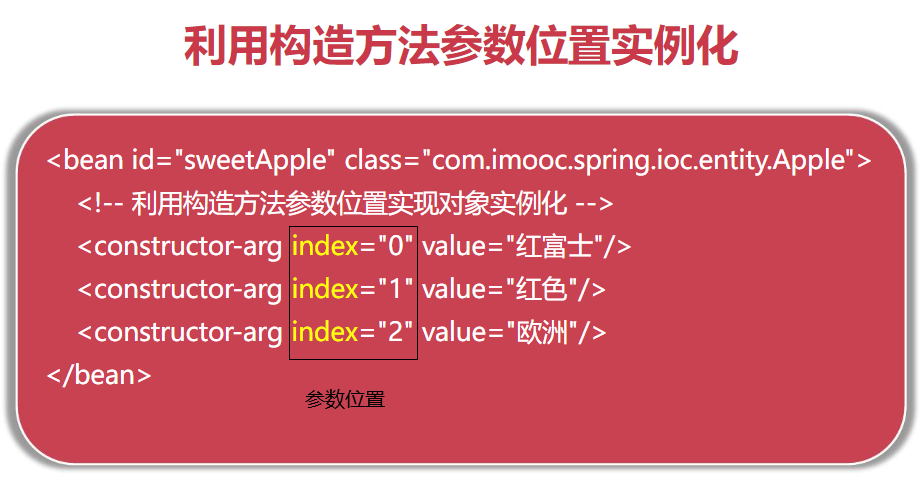 利用构造方法参数位置实例化
<bean id="sweetApple" class="com.imooc.spring.ioc.entity.Apple">
<!-- 利用构造方法参数位置实现对象实例化 -->
<constructor-arg index="0" value="红富士"/>
<constructor-arg index="1" value="红色"/>
<constructor-arg index="2" value="欧洲"/>
</bean>
参数位置